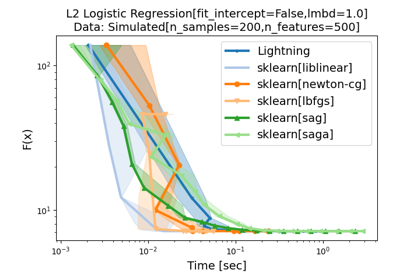 L2 Logistic Regression[fit_intercept=False,lmbd=1.0]
Data: Simulated[n_samples=200,n_features=500]
Lightning
sklearn[liblinear]
sklearn[newton-cg]
sklearn[lbfgs]
sklearn[sag]
sklearn[saga]
F(x)
10²
10¹
10⁻³ 10⁻² 10⁻¹ 10⁰
Time [sec]